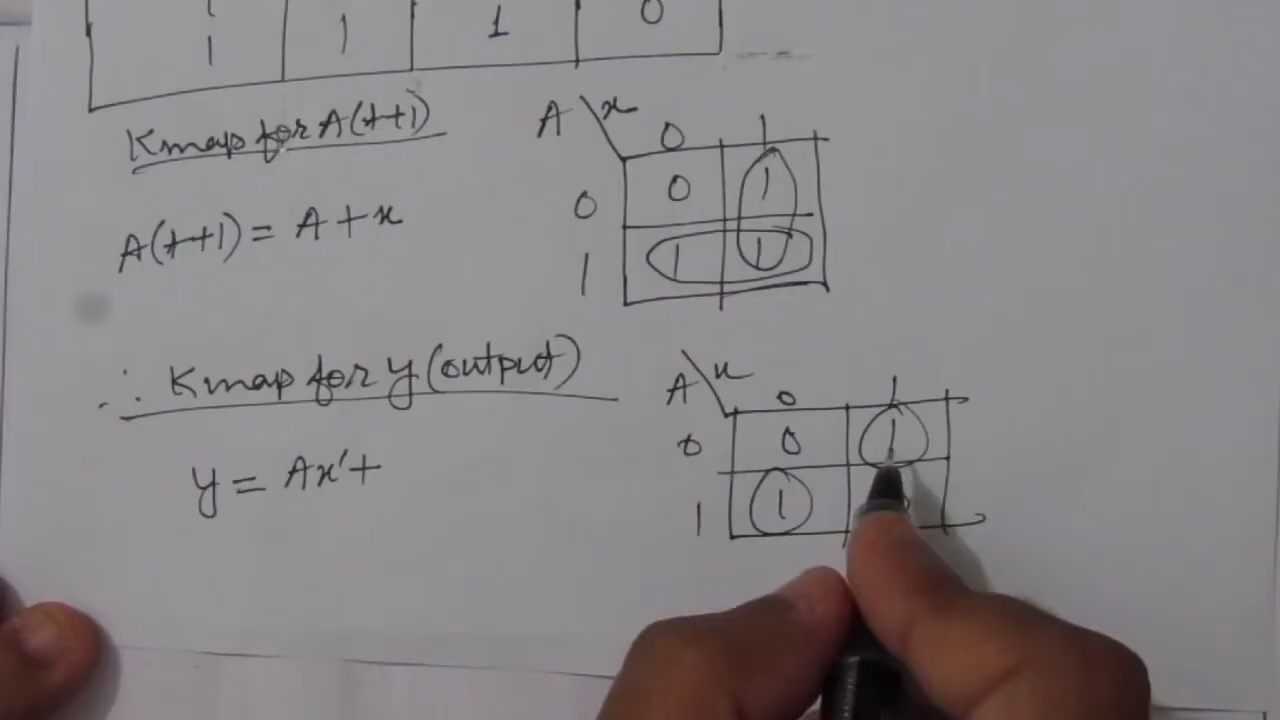 1 1 1 0
Kmap for A(t+1)
A x
0 1
0 0 1
1 1 1
A(t+1) = A + x
∴ Kmap for y (output)
A x
0 1
0 0 1
1 1
y = Ax' +